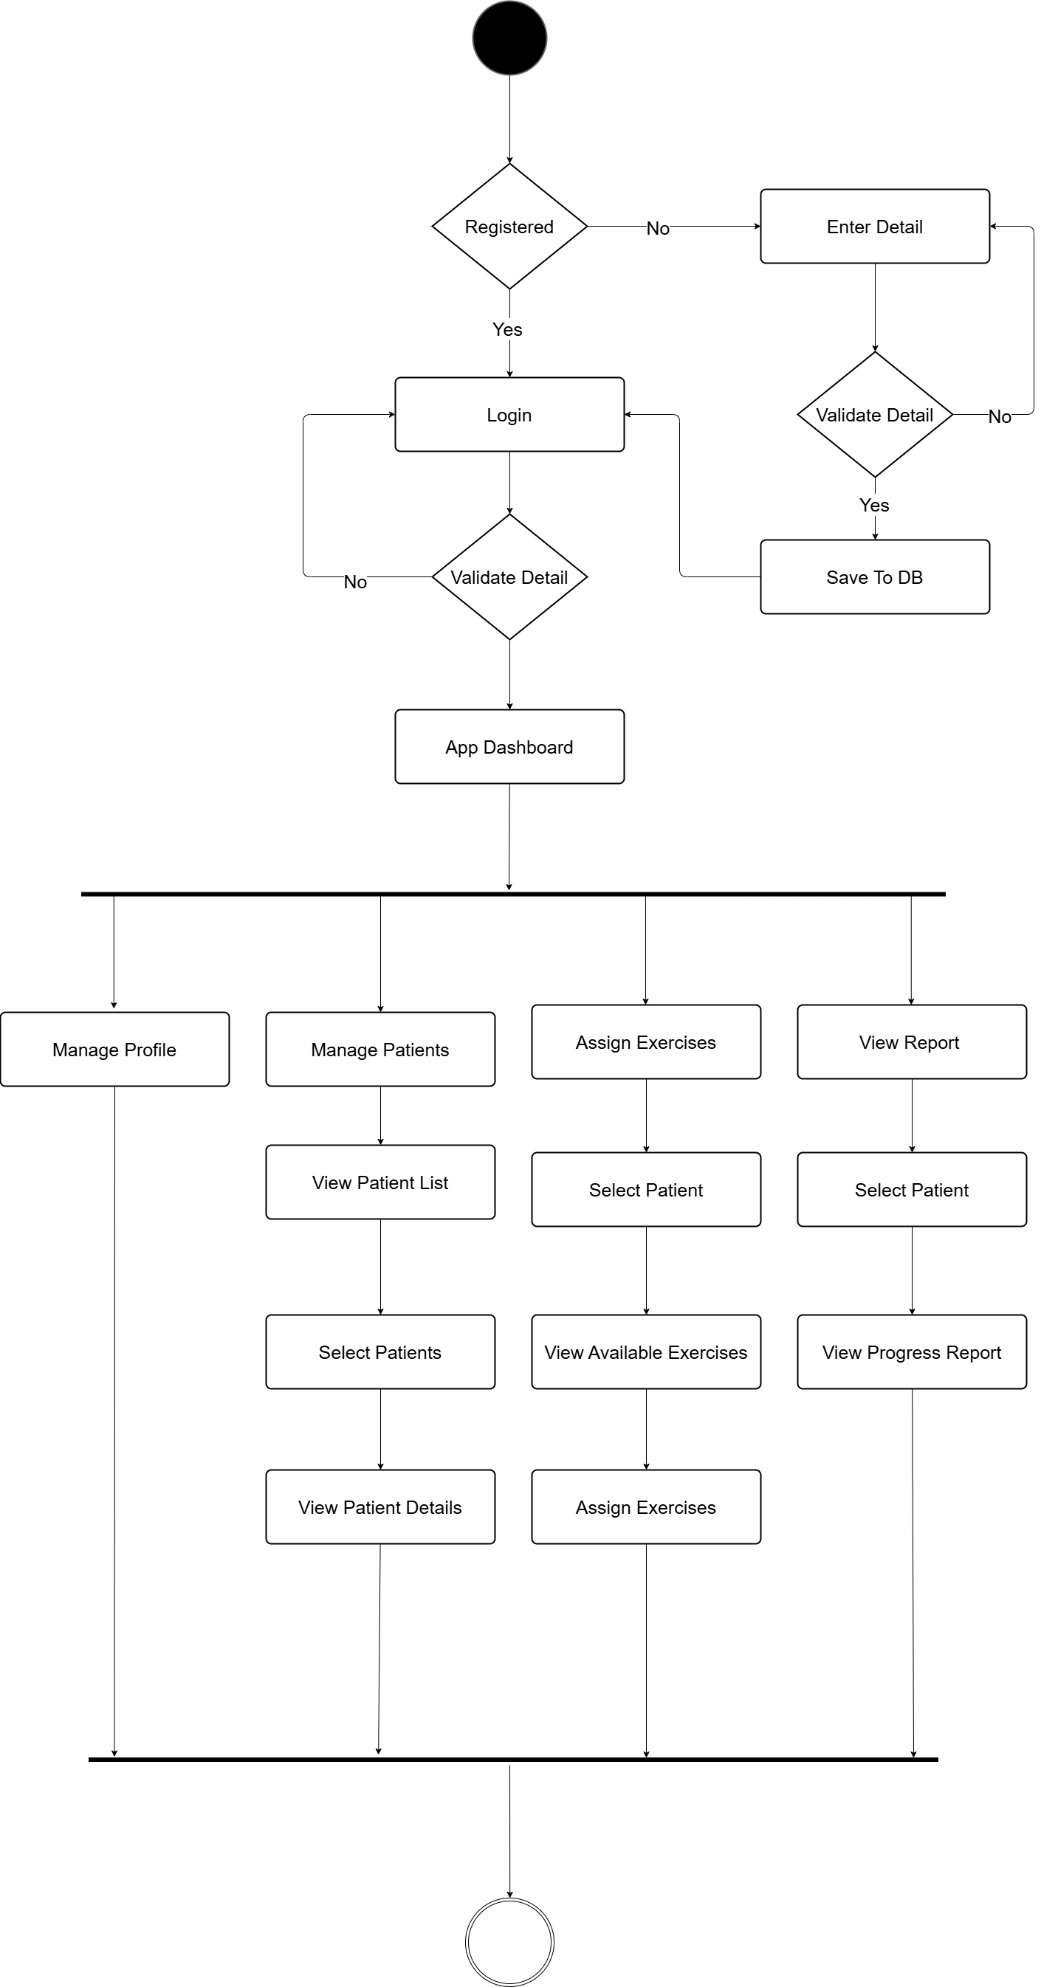 Registered
No
Enter Detail
Yes
Login
Validate Detail
No
Yes
Validate Detail
No
Save To DB
App Dashboard
Manage Profile
Manage Patients
Assign Exercises
View Report
View Patient List
Select Patient
Select Patient
Select Patients
View Available Exercises
View Progress Report
View Patient Details
Assign Exercises